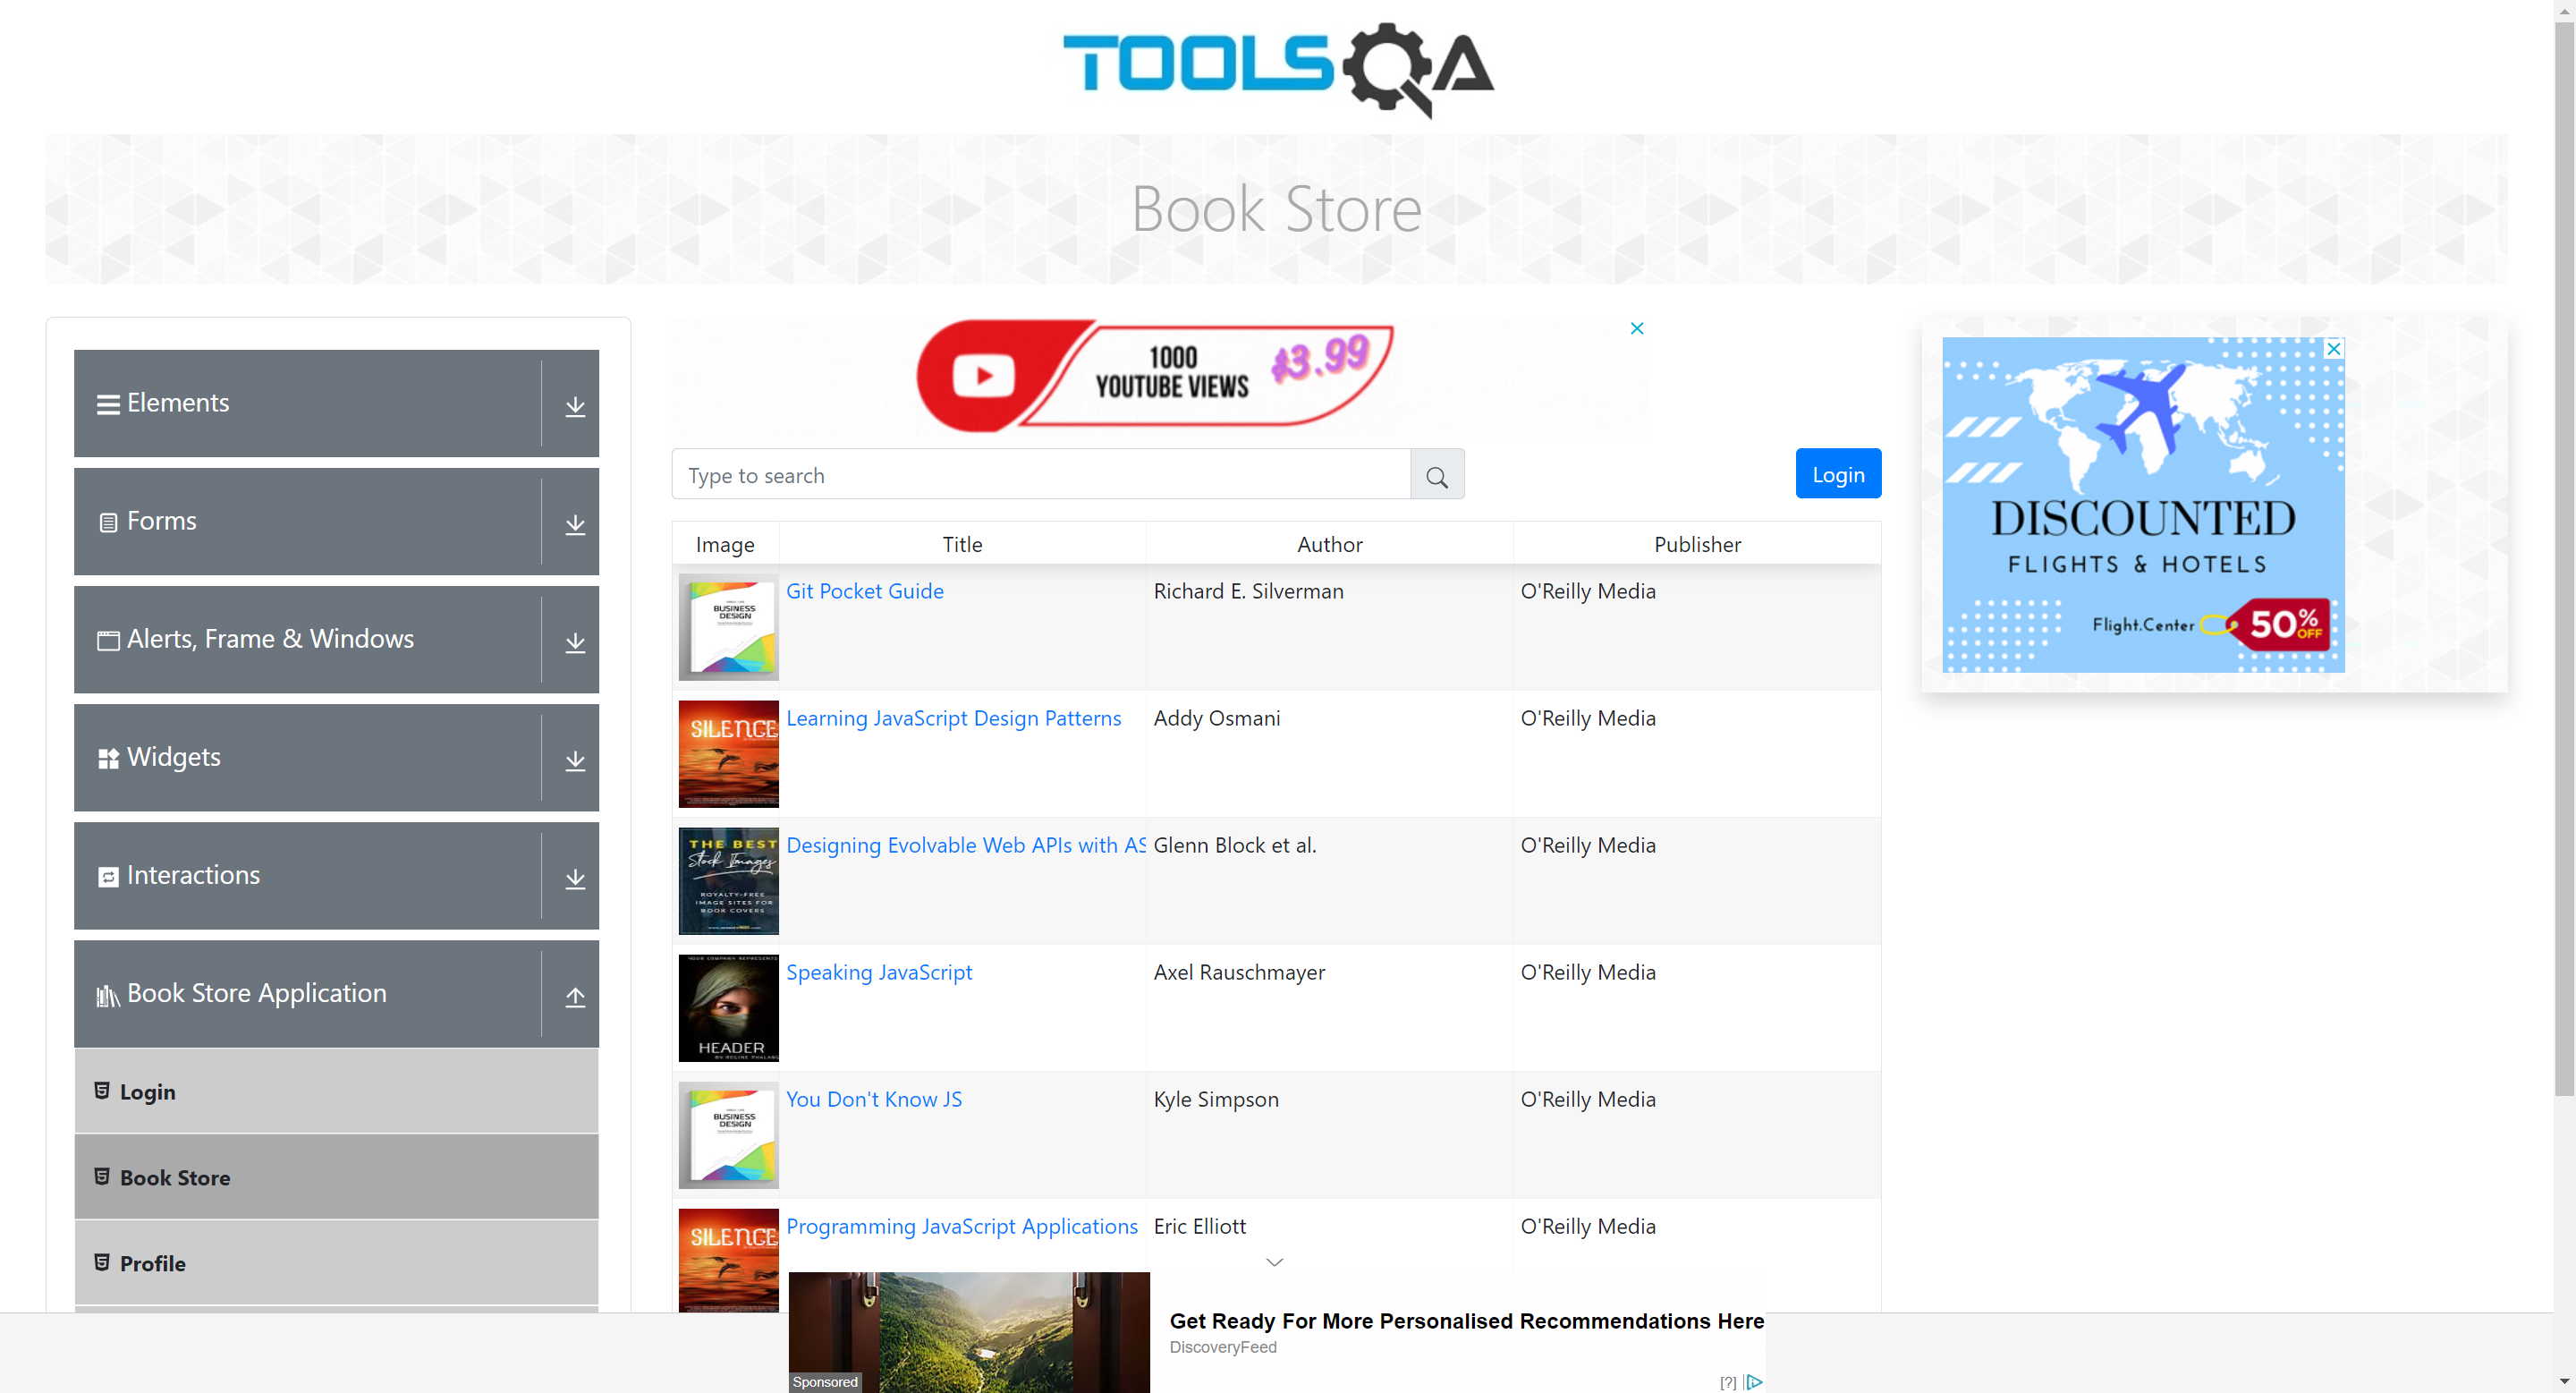 TOOLSQA
Book Store
Elements
Forms
Alerts, Frame & Windows
Widgets
Interactions
Book Store Application
Login
Book Store
Profile
1000
YOUTUBE VIEWS
$3.99
Type to search
Login
Image Title Author Publisher
BUSINESS
DESIGN
Git Pocket Guide Richard E. Silverman O'Reilly Media
SILENCE
Learning JavaScript Design Patterns Addy Osmani O'Reilly Media
THE BEST
Stock Images
ROYALTY-FREE
IMAGE SITES FOR
BOOK COVERS
Designing Evolvable Web APIs with AS Glenn Block et al. O'Reilly Media
YOUR COMPANY REPRESENTS
HEADER
Speaking JavaScript Axel Rauschmayer O'Reilly Media
BUSINESS
DESIGN
You Don't Know JS Kyle Simpson O'Reilly Media
SILENCE
Programming JavaScript Applications Eric Elliott O'Reilly Media
DISCOUNTED
FLIGHTS & HOTELS
Flight.Center
50% OFF
Sponsored
Get Ready For More Personalised Recommendations Here
DiscoveryFeed
[?]